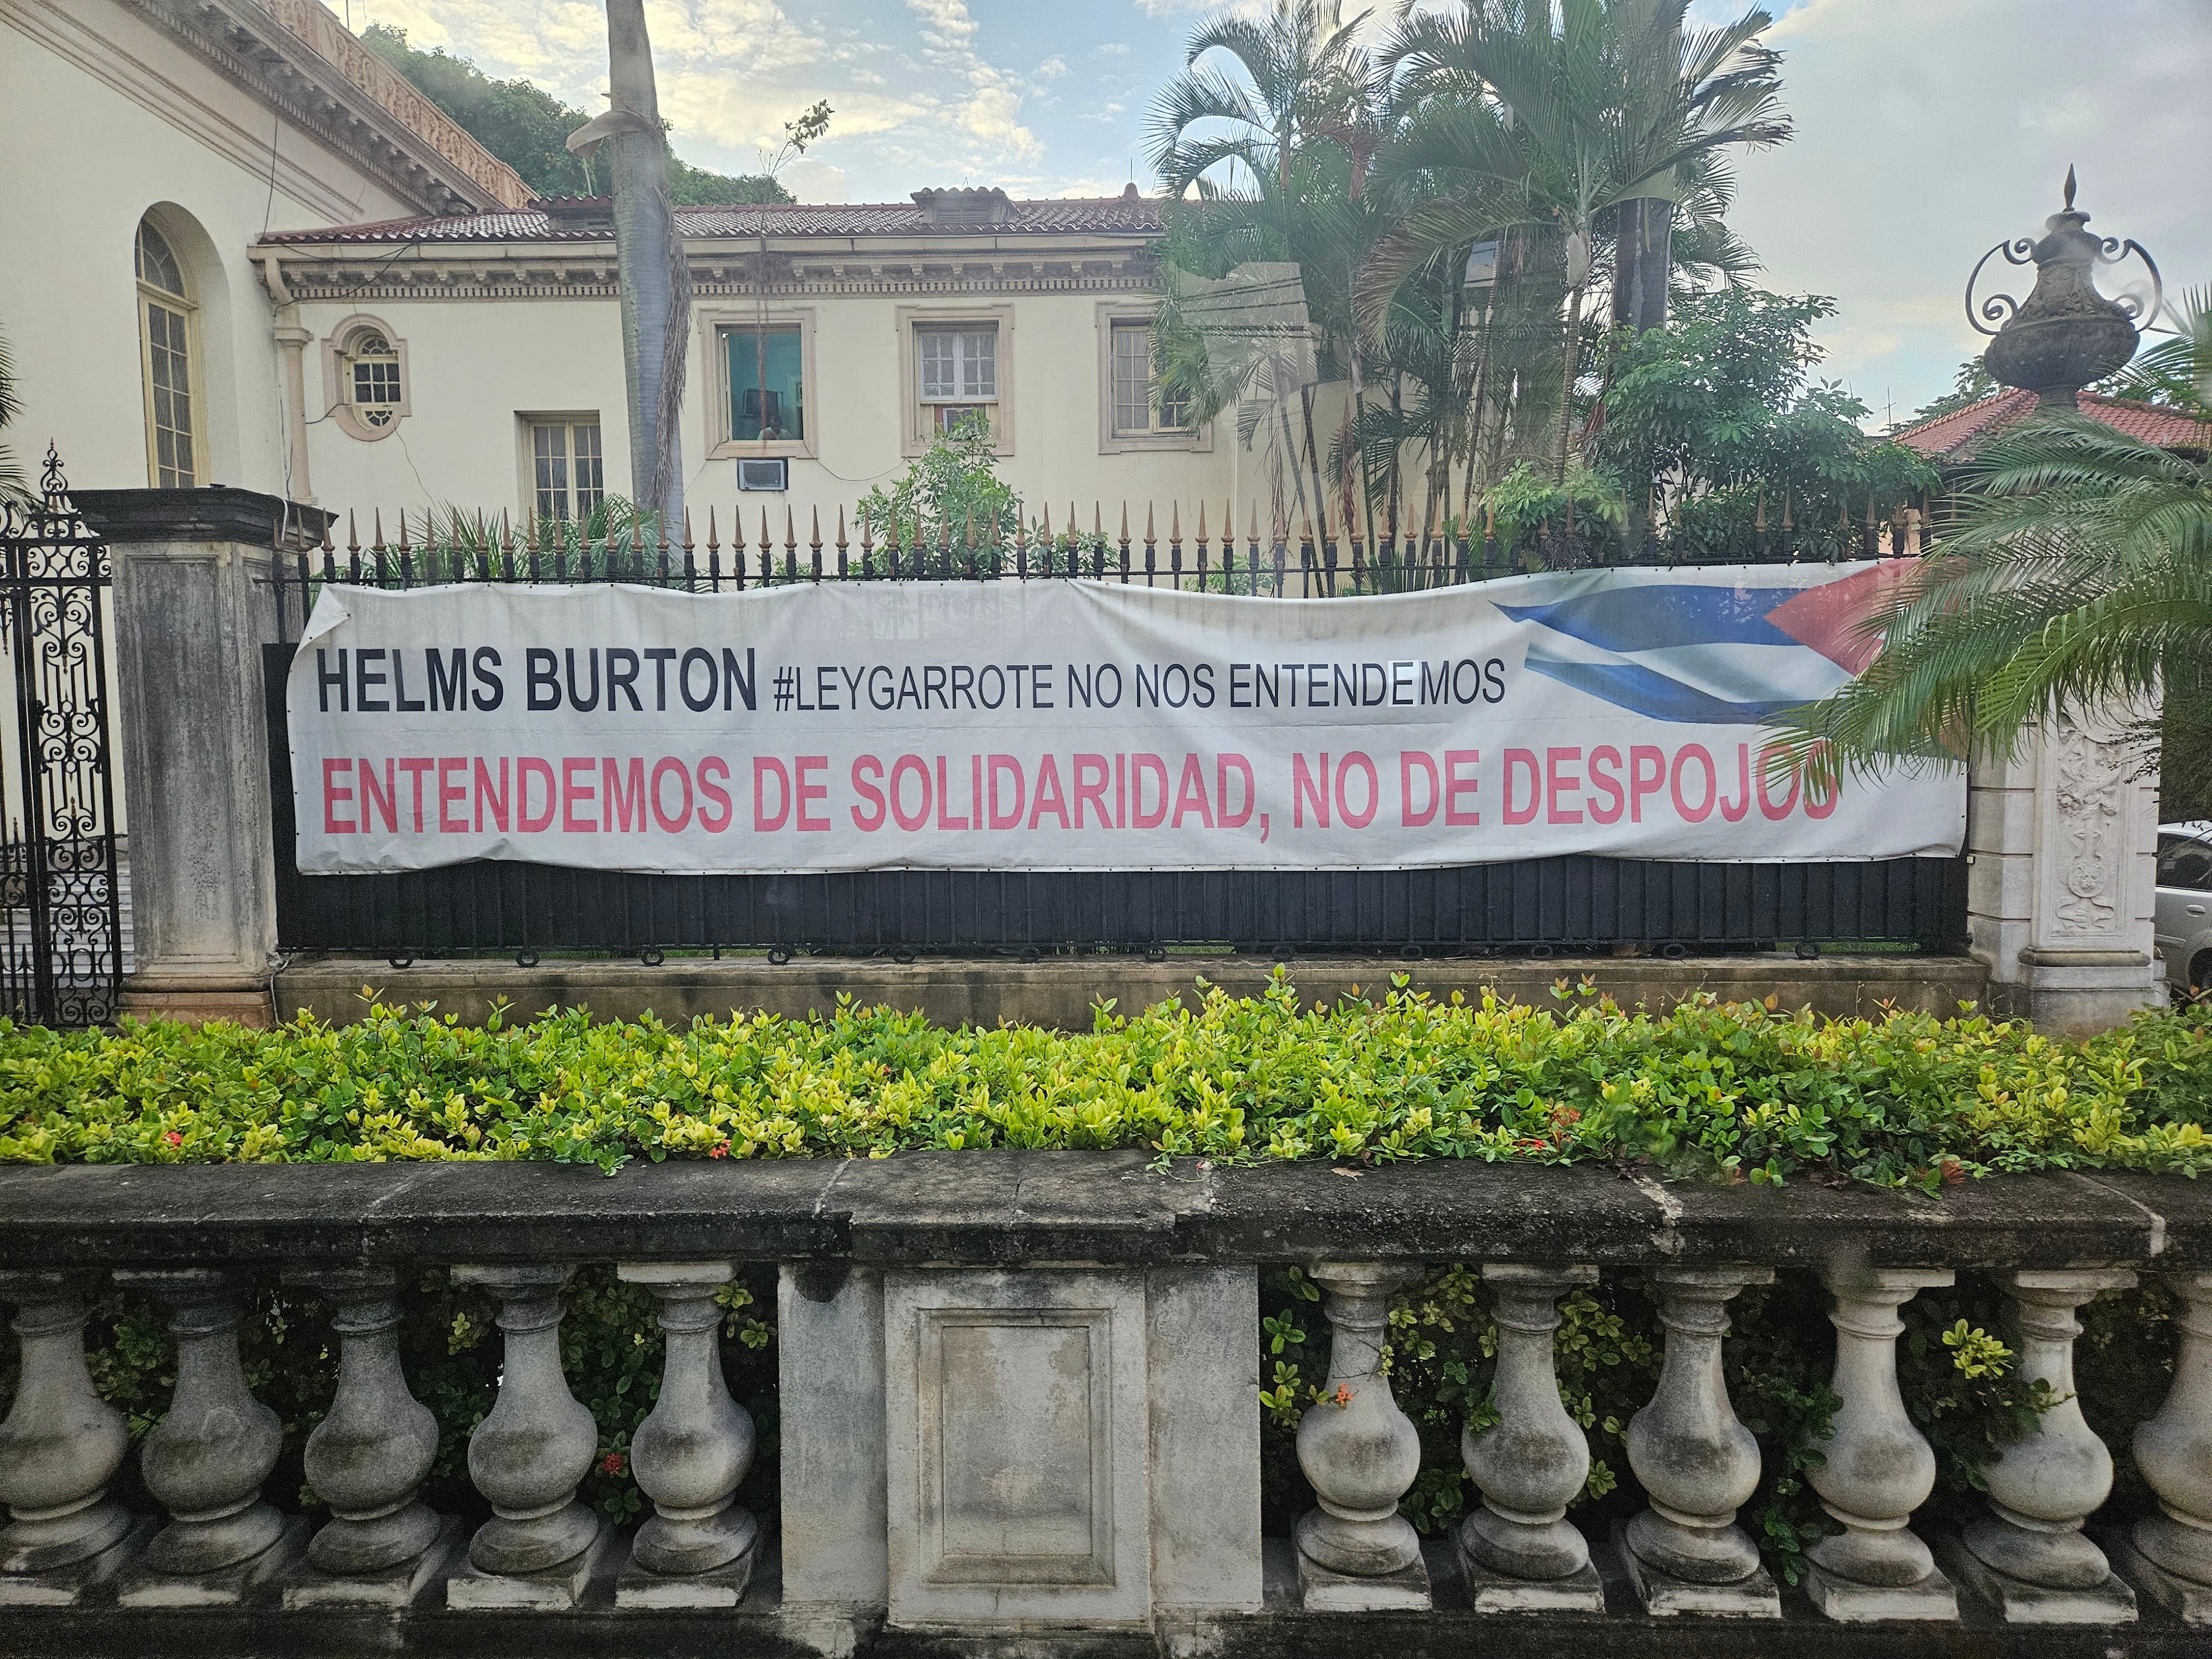 HELMS BURTON #LEYGARROTE NO NOS ENTENDEMOS
ENTENDEMOS DE SOLIDARIDAD, NO DE DESPOJOS